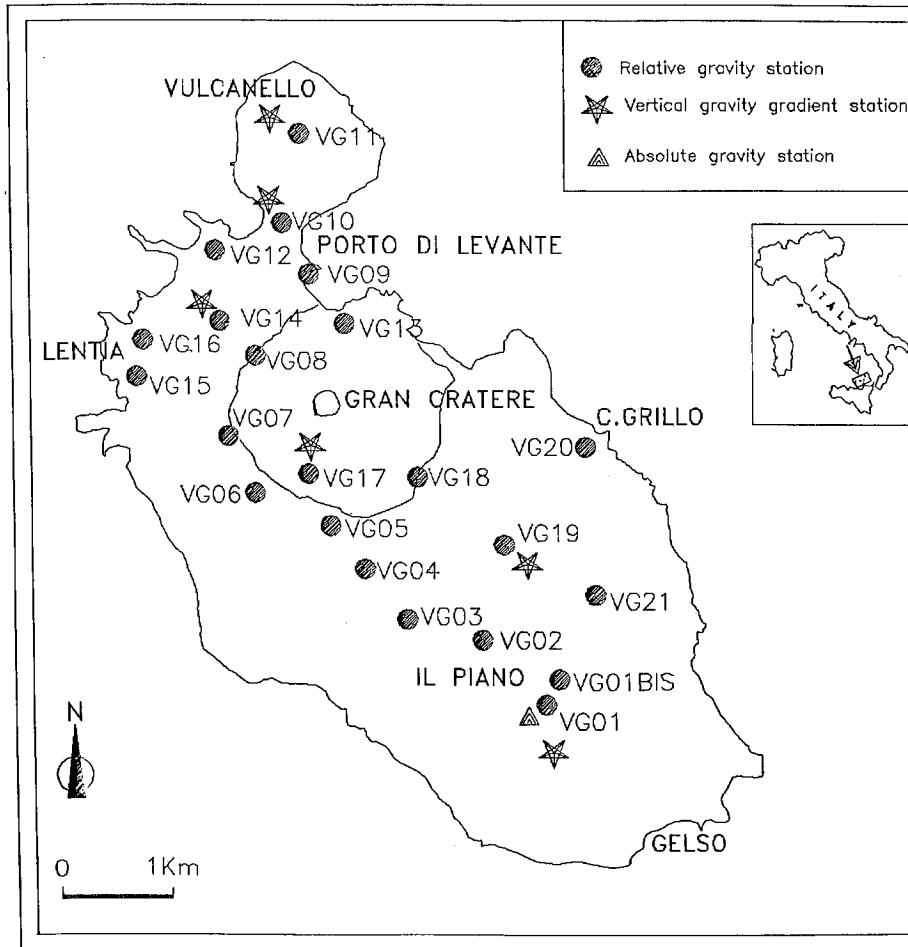 Relative gravity station
Vertical gravity gradient station
Absolute gravity station
VULCANELLO
VG11
VG10
VG12
PORTO DI LEVANTE
VG09
VG14
VG13
VG16
LENTIA
VG08
VG15
GRAN CRATERE
VG07
C.GRILLO
VG20
VG17
VG18
VG06
VG05
VG19
VG04
VG21
VG03
VG02
IL PIANO
VG01BIS
VG01
N
GELSO
0 1Km
ITALY